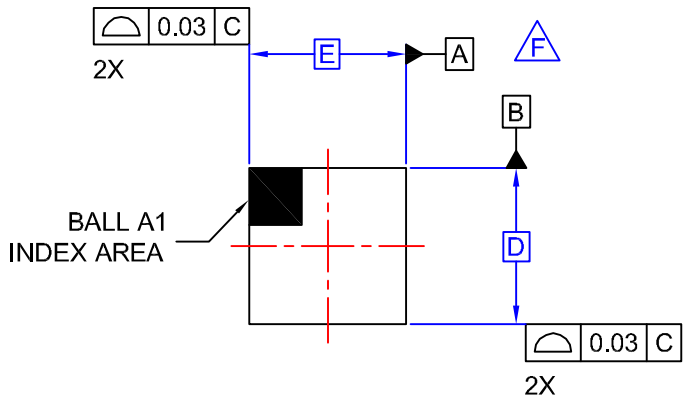 0.03 C
2X
E
A
F
B
BALL A1
INDEX AREA
D
0.03 C
2X